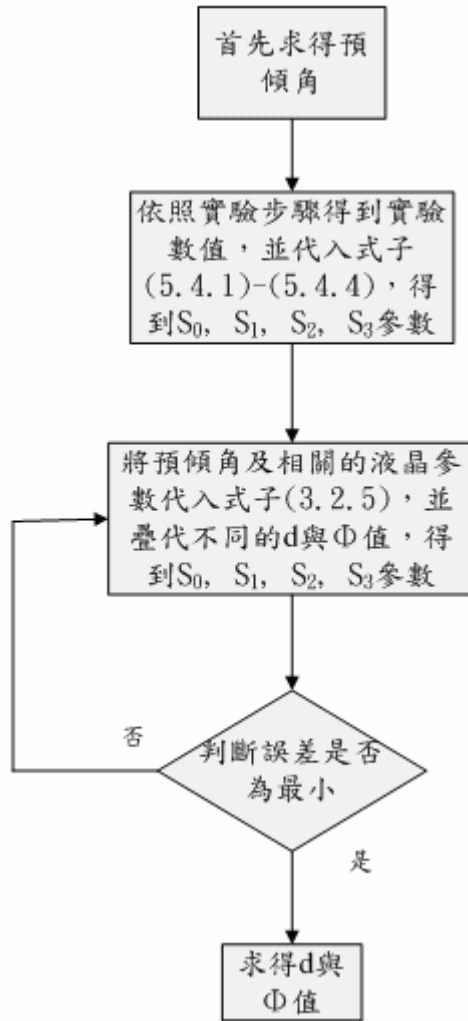 首先求得預
傾角
依照實驗步驟得到實驗
數值，並代入式子
(5.4.1)-(5.4.4)，得
到S₀, S₁, S₂, S₃參數
將預傾角及相關的液晶參
數代入式子(3.2.5)，並
疊代不同的d與Φ值，得
到S₀, S₁, S₂, S₃參數
否
判斷誤差是否
為最小
是
求得d與
Φ值